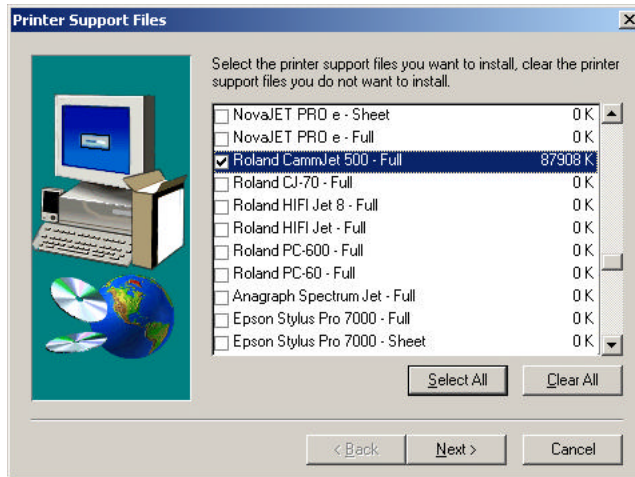 Printer Support Files
Select the printer support files you want to install, clear the printer
support files you do not want to install.
NovaJET PRO e - Sheet 0 K
NovaJET PRO e - Full 0 K
Roland CammJet 500 - Full 87908 K
Roland CJ-70 - Full 0 K
Roland HIFI Jet 8 - Full 0 K
Roland HIFI Jet - Full 0 K
Roland PC-600 - Full 0 K
Roland PC-60 - Full 0 K
Anagraph Spectrum Jet - Full 0 K
Epson Stylus Pro 7000 - Full 0 K
Epson Stylus Pro 7000 - Sheet 0 K
Select All Clear All
< Back Next > Cancel